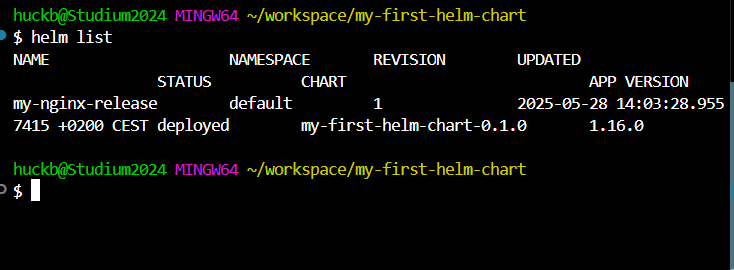 huckb@Studium2024 MINGW64 ~/workspace/my-first-helm-chart
$ helm list
NAME NAMESPACE REVISION UPDATED
STATUS CHART APP VERSION
my-nginx-release default 1 2025-05-28 14:03:28.955
7415 +0200 CEST deployed my-first-helm-chart-0.1.0 1.16.0
huckb@Studium2024 MINGW64 ~/workspace/my-first-helm-chart
$